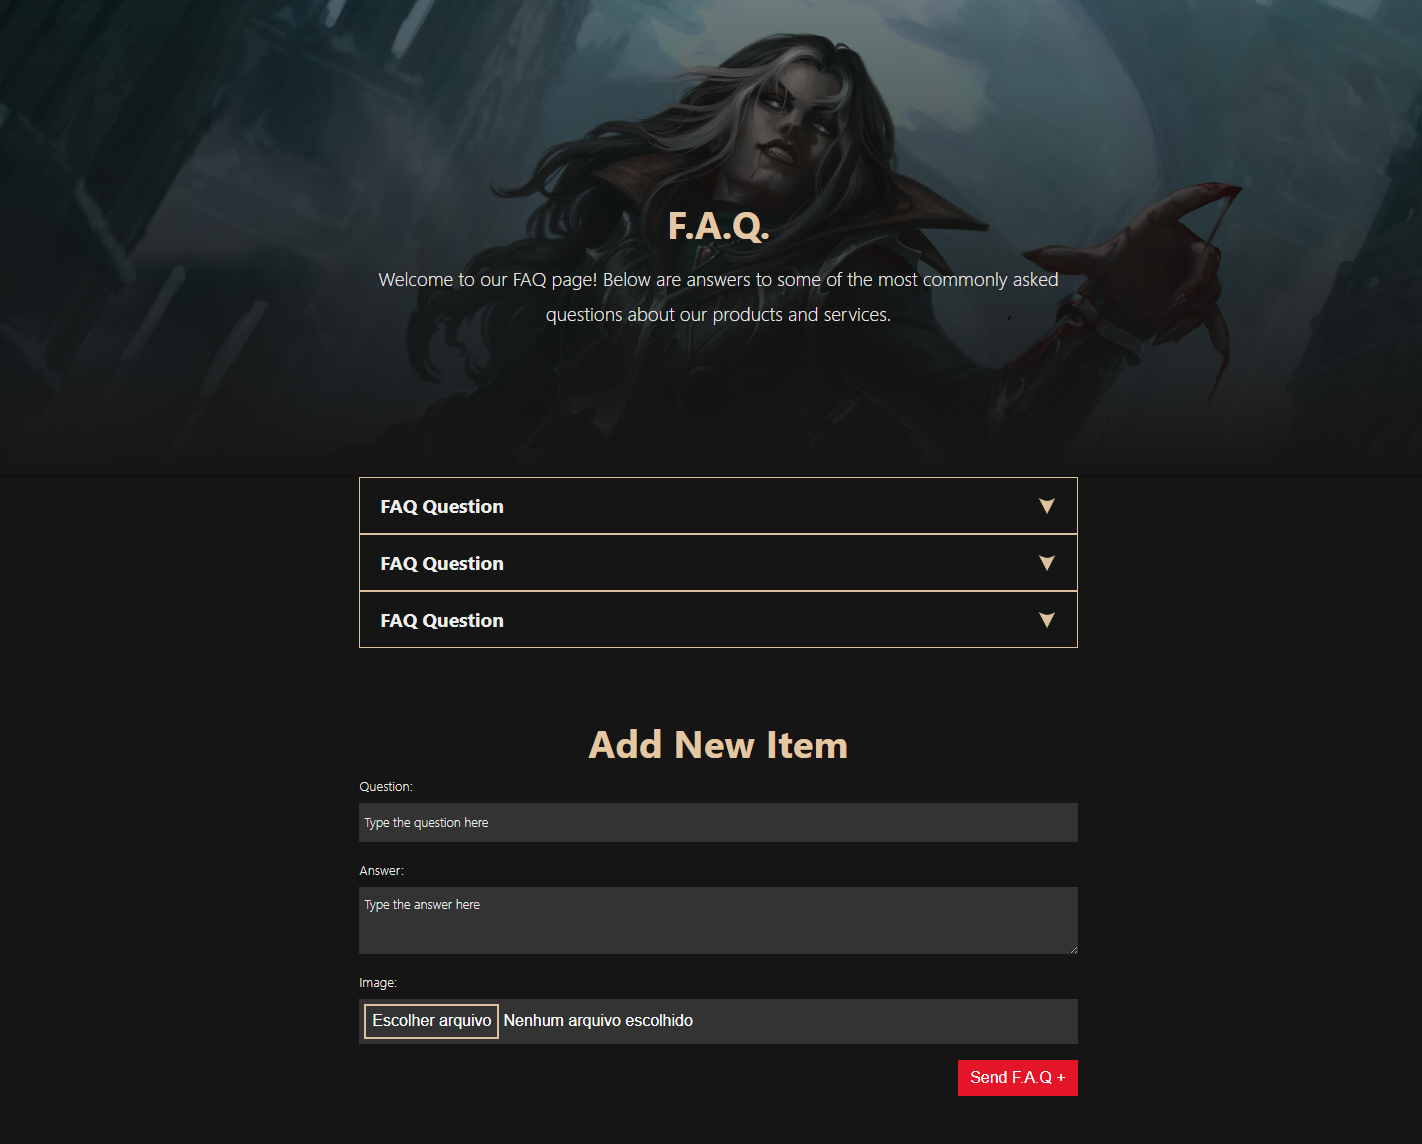 F.A.Q.
Welcome to our FAQ page! Below are answers to some of the most commonly asked
questions about our products and services.
FAQ Question
FAQ Question
FAQ Question
Add New Item
Question:
Type the question here
Answer:
Type the answer here
Image:
Escolher arquivo Nenhum arquivo escolhido
Send F.A.Q +